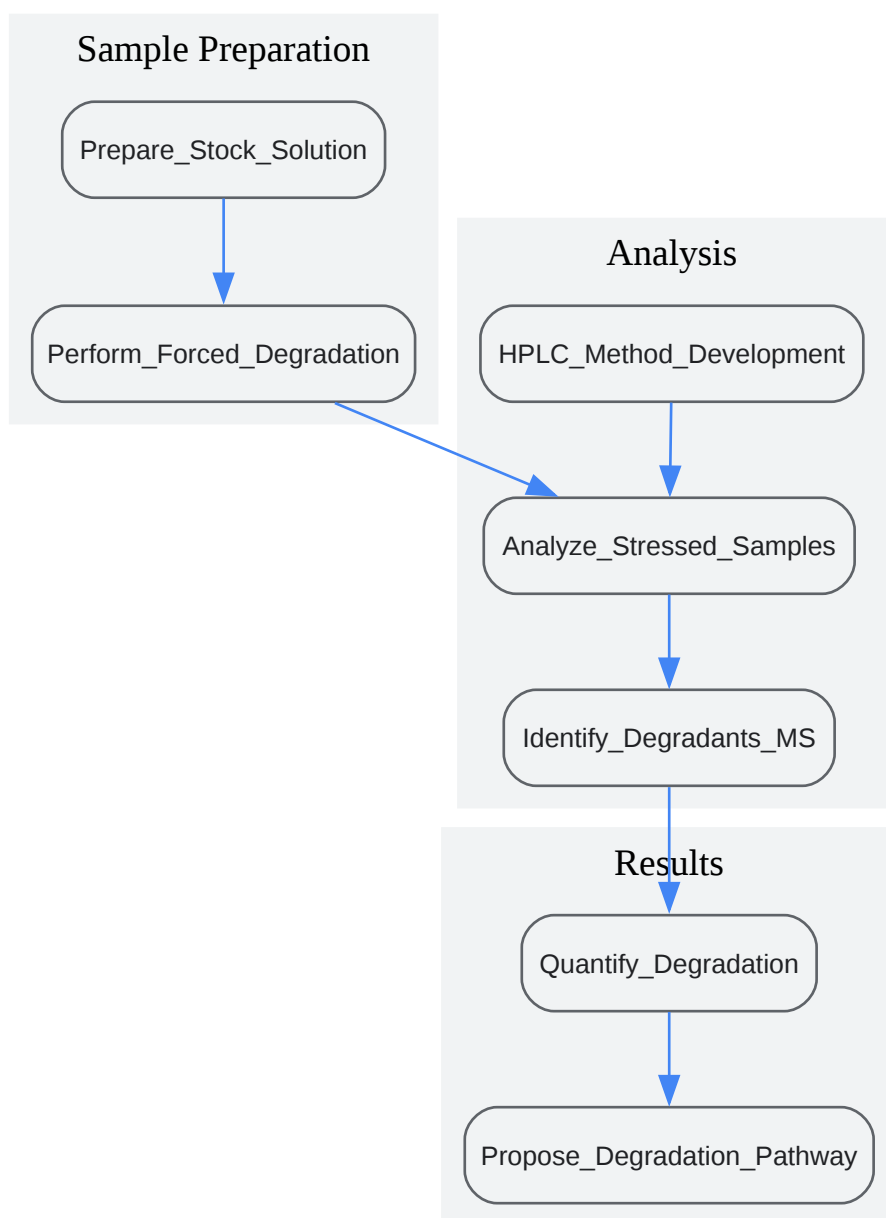 Sample Preparation
Prepare_Stock_Solution
Perform_Forced_Degradation
Analysis
HPLC_Method_Development
Analyze_Stressed_Samples
Identify_Degradants_MS
Results
Quantify_Degradation
Propose_Degradation_Pathway